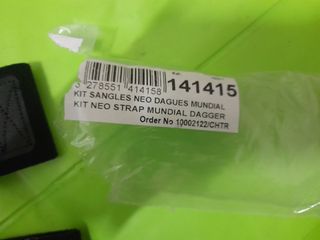 141415
3 278551 414158
KIT SANGLES NEO DAGUES MUNDIAL
KIT NEO STRAP MUNDIAL DAGGER
Order No 10002122/CHTR